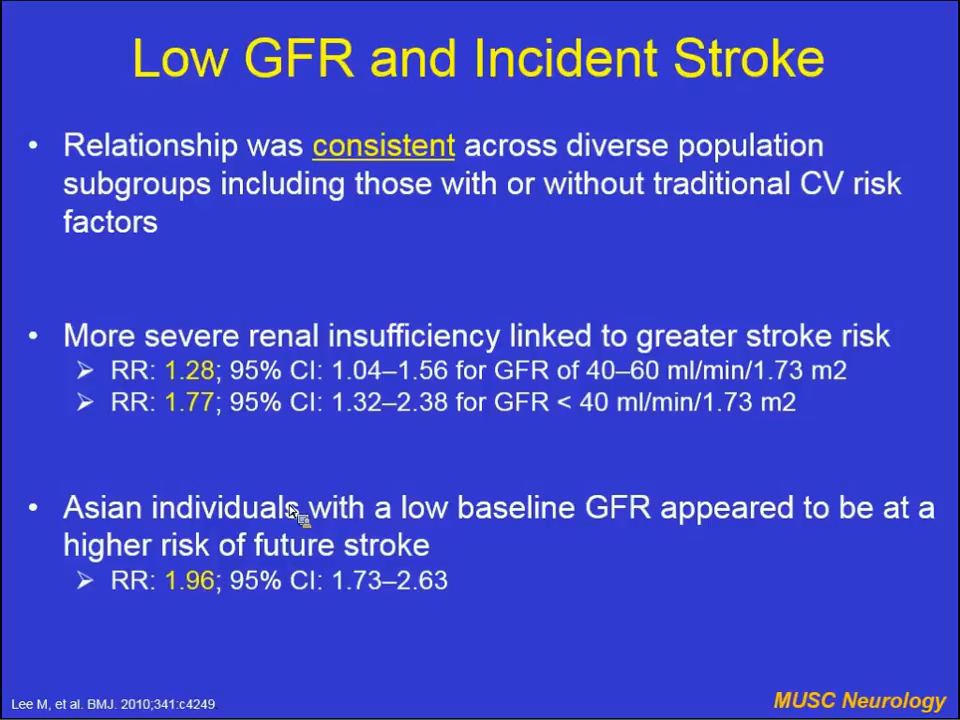 Low GFR and Incident Stroke
• Relationship was consistent across diverse population
subgroups including those with or without traditional CV risk
factors
• More severe renal insufficiency linked to greater stroke risk
➢ RR: 1.28; 95% CI: 1.04–1.56 for GFR of 40–60 ml/min/1.73 m2
➢ RR: 1.77; 95% CI: 1.32–2.38 for GFR < 40 ml/min/1.73 m2
• Asian individuals with a low baseline GFR appeared to be at a
higher risk of future stroke
➢ RR: 1.96; 95% CI: 1.73–2.63
Lee M, et al. BMJ. 2010;341:c4249
MUSC Neurology